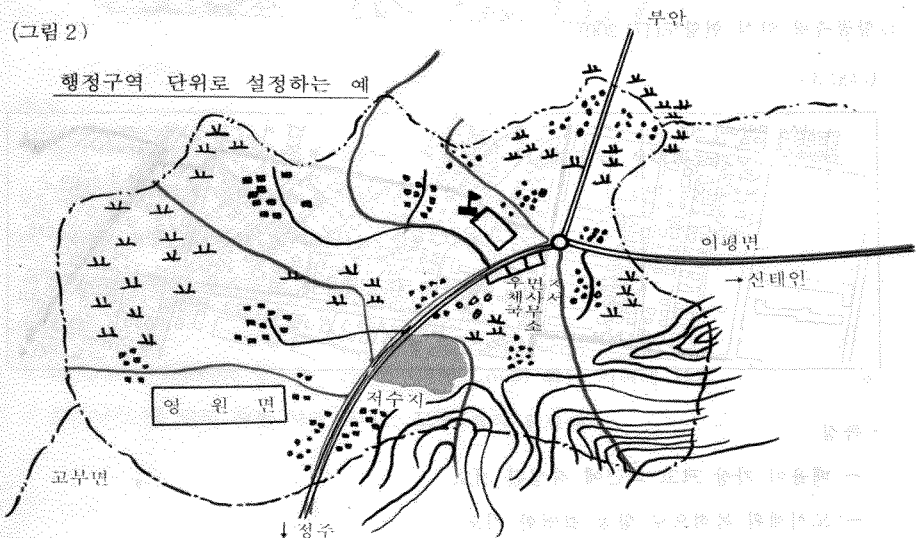 (그림 2)
부안
행정구역 단위로 설정하는 예
이평면
→신태인
우체국
면사무소
지서
저수지
영 원 면
고부면
↓정주